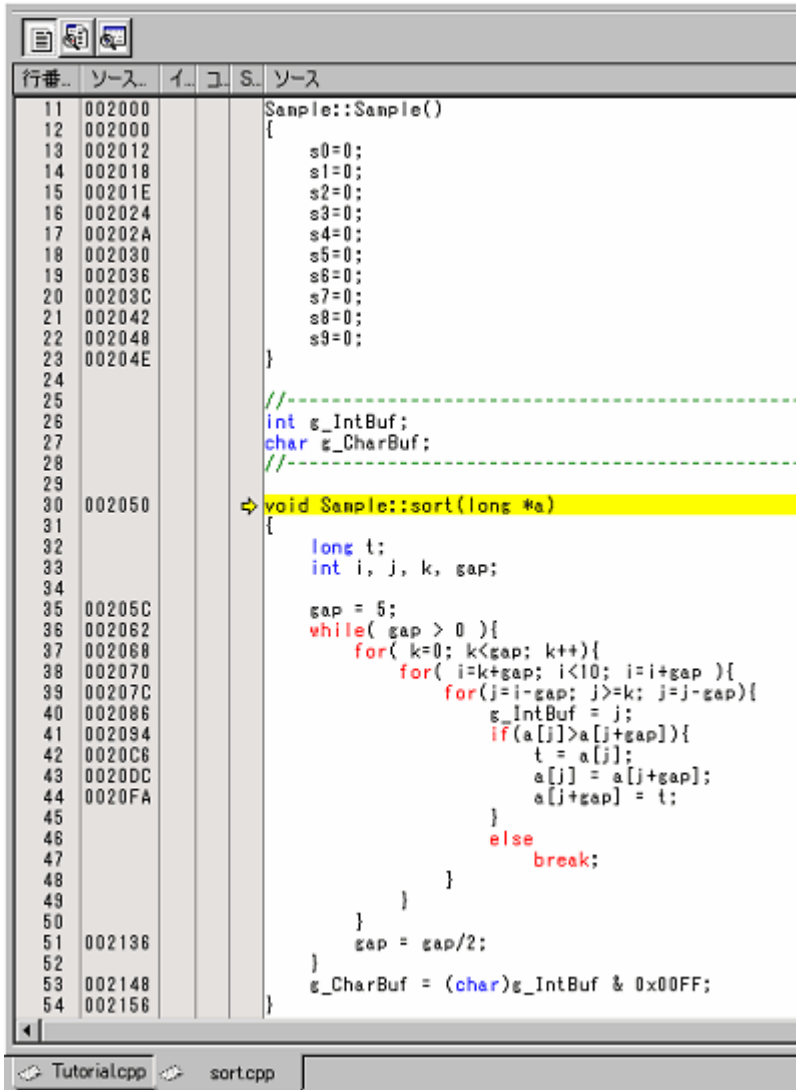 行番.. ソース.. イ.. コ.. S.. ソース
11 002000 Sample::Sample()
12 002000 {
13 002012 s0=0;
14 002018 s1=0;
15 00201E s2=0;
16 002024 s3=0;
17 00202A s4=0;
18 002030 s5=0;
19 002036 s6=0;
20 00203C s7=0;
21 002042 s8=0;
22 002048 s9=0;
23 00204E }
24
25 //-----------------------------------------------
26 int g_IntBuf;
27 char g_CharBuf;
28 //-----------------------------------------------
29
30 002050 void Sample::sort(long *a)
31 {
32 long t;
33 int i, j, k, gap;
34
35 00205C gap = 5;
36 002062 while( gap > 0 ){
37 002068 for( k=0; k<gap; k++){
38 002070 for( i=k+gap; i<10; i=i+gap ){
39 00207C for(j=i-gap; j>=k; j=j-gap){
40 002086 g_IntBuf = j;
41 002094 if(a[j]>a[j+gap]){
42 0020C6 t = a[j];
43 0020DC a[j] = a[j+gap];
44 0020FA a[j+gap] = t;
45 }
46 else
47 break;
48 }
49 }
50 }
51 002136 gap = gap/2;
52 }
53 002148 g_CharBuf = (char)g_IntBuf & 0x00FF;
54 002156 }
Tutorial.cpp sort.cpp